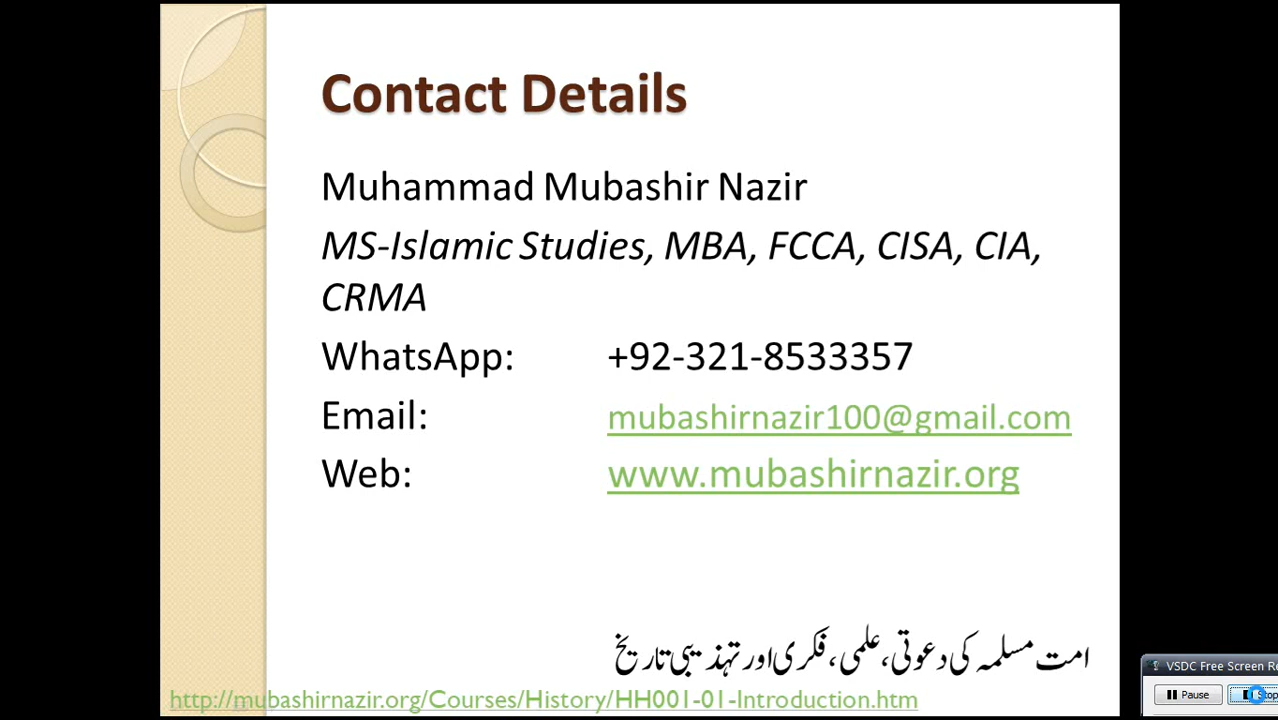 Contact Details
Muhammad Mubashir Nazir
MS-Islamic Studies, MBA, FCCA, CISA, CIA,
CRMA
WhatsApp: +92-321-8533357
Email: mubashirnazir100@gmail.com
Web: www.mubashirnazir.org
امت مسلمہ کی دعوتی، علمی، فکری اور تہذیبی تاریخ
http://mubashirnazir.org/Courses/History/HH001-01-Introduction.htm
VSDC Free Screen Re
Pause Stop